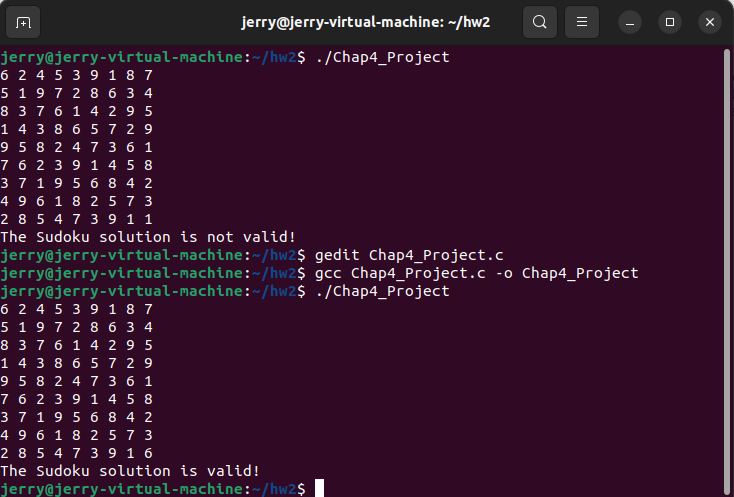 jerry@jerry-virtual-machine: ~/hw2
jerry@jerry-virtual-machine:~/hw2$ ./Chap4_Project
6 2 4 5 3 9 1 8 7
5 1 9 7 2 8 6 3 4
8 3 7 6 1 4 2 9 5
1 4 3 8 6 5 7 2 9
9 5 8 2 4 7 3 6 1
7 6 2 3 9 1 4 5 8
3 7 1 9 5 6 8 4 2
4 9 6 1 8 2 5 7 3
2 8 5 4 7 3 9 1 1
The Sudoku solution is not valid!
jerry@jerry-virtual-machine:~/hw2$ gedit Chap4_Project.c
jerry@jerry-virtual-machine:~/hw2$ gcc Chap4_Project.c -o Chap4_Project
jerry@jerry-virtual-machine:~/hw2$ ./Chap4_Project
6 2 4 5 3 9 1 8 7
5 1 9 7 2 8 6 3 4
8 3 7 6 1 4 2 9 5
1 4 3 8 6 5 7 2 9
9 5 8 2 4 7 3 6 1
7 6 2 3 9 1 4 5 8
3 7 1 9 5 6 8 4 2
4 9 6 1 8 2 5 7 3
2 8 5 4 7 3 9 1 6
The Sudoku solution is valid!
jerry@jerry-virtual-machine:~/hw2$